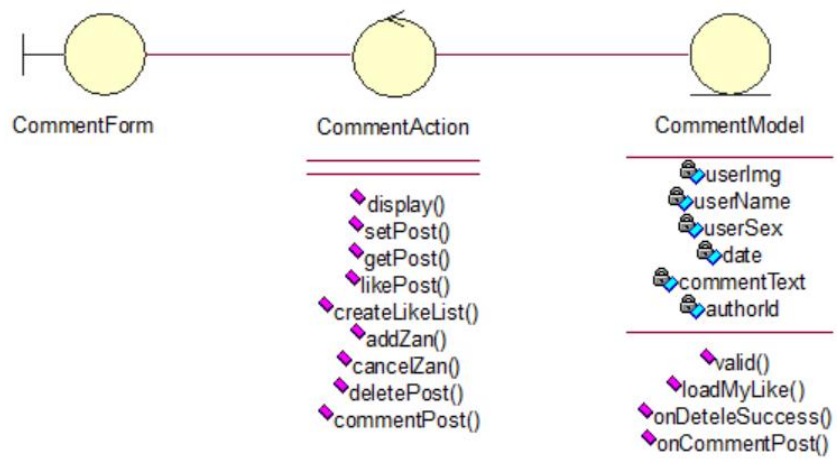 CommentForm
CommentAction
display()
setPost()
getPost()
likePost()
createLikeList()
addZan()
cancelZan()
deletePost()
commentPost()
CommentModel
userImg
userName
userSex
date
commentText
authorId
valid()
loadMyLike()
onDeteleSuccess()
onCommentPost()